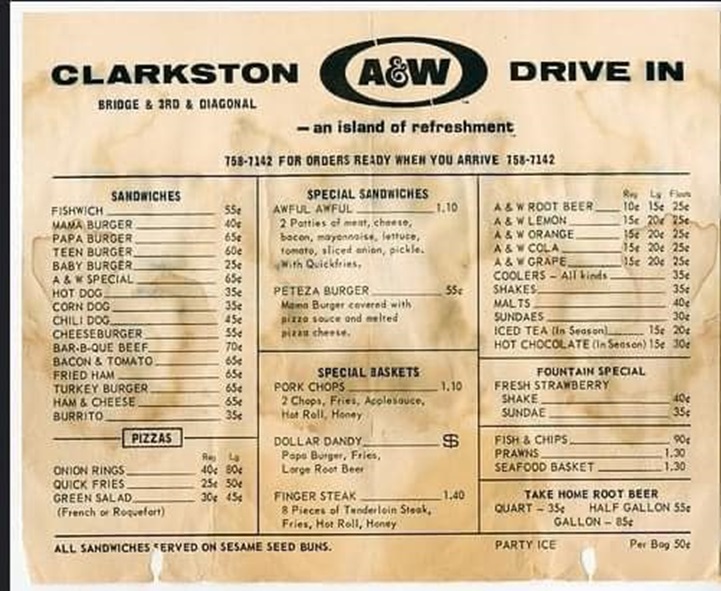 CLARKSTON A&W DRIVE IN
BRIDGE & 3RD & DIAGONAL
– an island of refreshment
758-7142 FOR ORDERS READY WHEN YOU ARRIVE 758-7142
SANDWICHES
FISHWICH 55¢
MAMA BURGER 40¢
PAPA BURGER 65¢
TEEN BURGER 60¢
BABY BURGER 25¢
A & W SPECIAL 65¢
HOT DOG 35¢
CORN DOG 35¢
CHILI DOG 45¢
CHEESEBURGER 55¢
BAR-B-QUE BEEF 70¢
BACON & TOMATO 65¢
FRIED HAM 65¢
TURKEY BURGER 65¢
HAM & CHEESE 65¢
BURRITO 35¢
PIZZAS
Reg Lg
ONION RINGS 40¢ 80¢
QUICK FRIES 25¢ 50¢
GREEN SALAD 30¢ 45¢
(French or Roquefort)
SPECIAL SANDWICHES
AWFUL AWFUL 1.10
2 Patties of meat, cheese,
bacon, mayonnaise, lettuce,
tomato, sliced onion, pickle.
With Quickfries,
PETEZA BURGER 55¢
Mama Burger covered with
pizza sauce and melted
pizza cheese.
SPECIAL BASKETS
PORK CHOPS 1.10
2 Chops, Fries, Applesauce,
Hot Roll, Honey
DOLLAR DANDY $
Papa Burger, Fries,
Large Root Beer
FINGER STEAK 1.40
8 Pieces of Tenderloin Steak,
Fries, Hot Roll, Honey
Reg Lg Floats
A & W ROOT BEER 10¢ 15¢ 25¢
A & W LEMON 15¢ 20¢ 25¢
A & W ORANGE 15¢ 20¢ 25¢
A & W COLA 15¢ 20¢ 25¢
A & W GRAPE 15¢ 20¢ 25¢
COOLERS – All kinds 35¢
SHAKES 35¢
MALTS 40¢
SUNDAES 30¢
ICED TEA (In Season) 15¢ 20¢
HOT CHOCOLATE (In Season) 15¢ 30¢
FOUNTAIN SPECIAL
FRESH STRAWBERRY
SHAKE 40¢
SUNDAE 35¢
FISH & CHIPS 90¢
PRAWNS 1.30
SEAFOOD BASKET 1.30
TAKE HOME ROOT BEER
QUART – 35¢ HALF GALLON 55¢
GALLON – 85¢
ALL SANDWICHES SERVED ON SESAME SEED BUNS.
PARTY ICE Per Bag 50¢